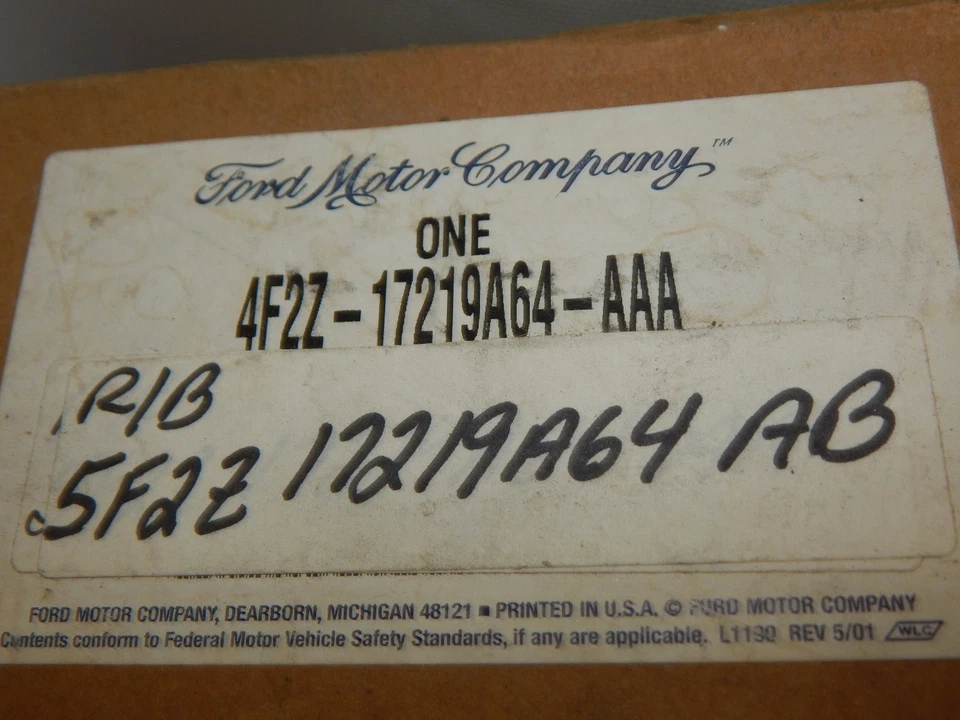 Ford Motor Company™
ONE
4F2Z-17219A64-AAA
R/B
5F2Z 17219A64 AB
FORD MOTOR COMPANY, DEARBORN, MICHIGAN 48121 ■ PRINTED IN U.S.A. © FORD MOTOR COMPANY
Contents conform to Federal Motor Vehicle Safety Standards, if any are applicable. L1190 REV 5/01 WLC